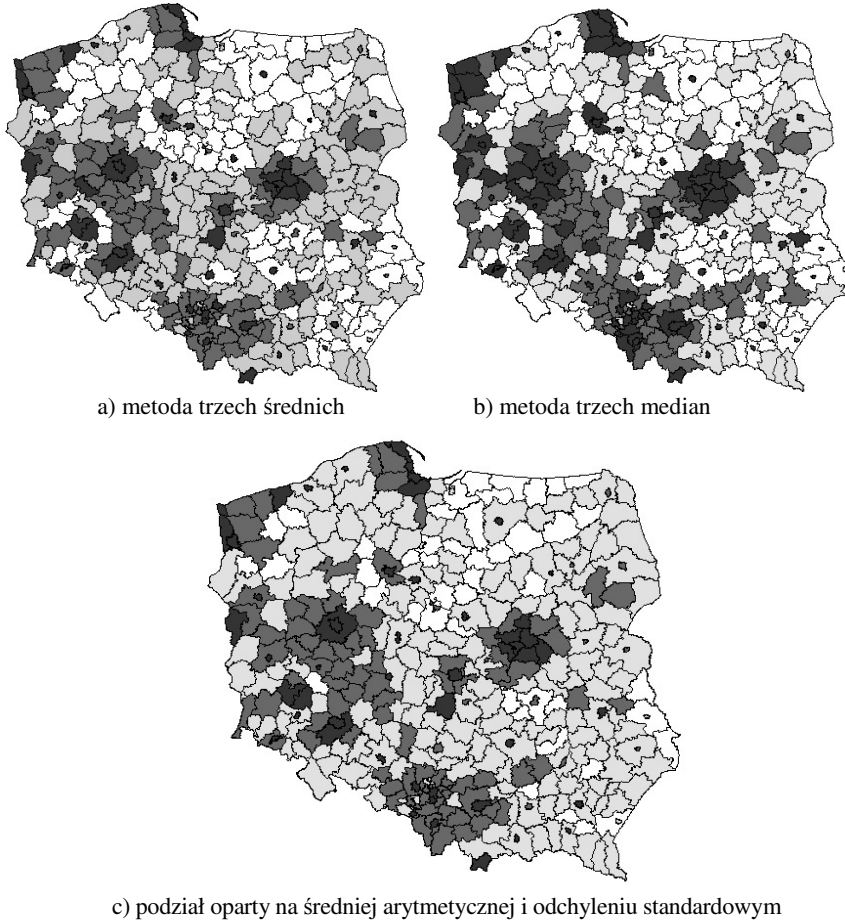 a) metoda trzech średnich
b) metoda trzech median
c) podział oparty na średniej arytmetycznej i odchyleniu standardowym